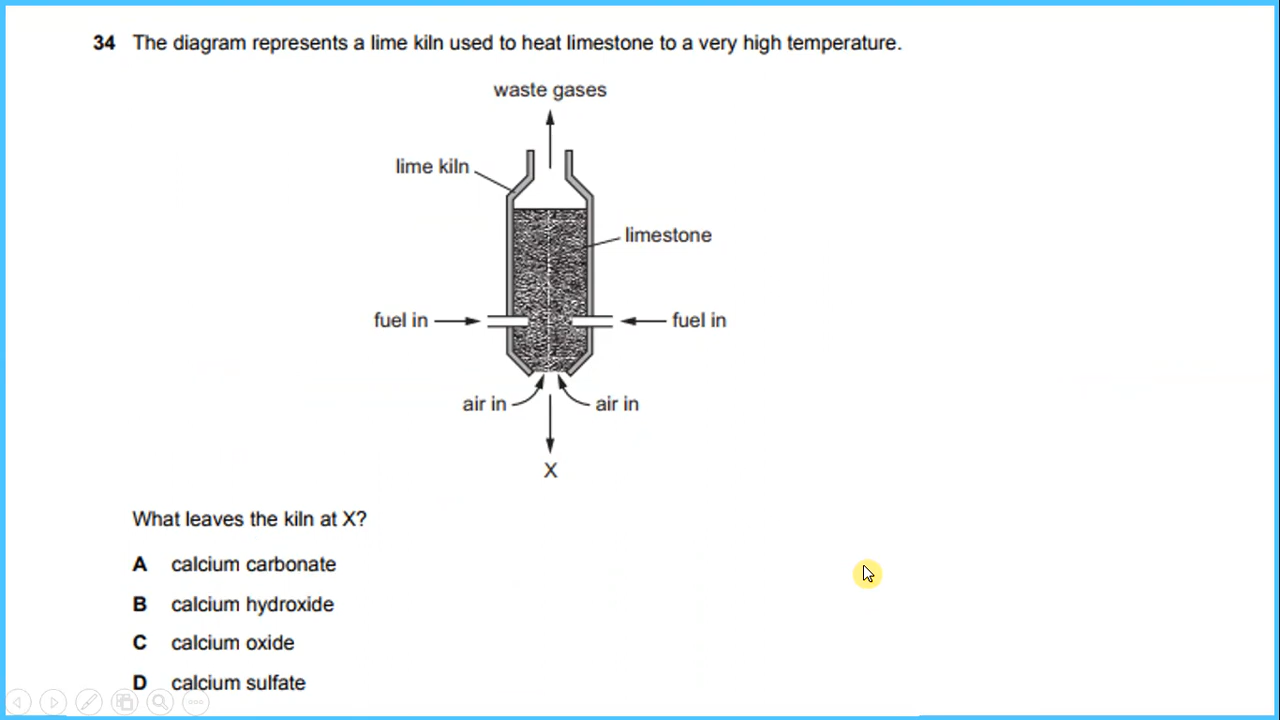 34 The diagram represents a lime kiln used to heat limestone to a very high temperature.
waste gases
lime kiln
limestone
fuel in
fuel in
air in
air in
X
What leaves the kiln at X?
A calcium carbonate
B calcium hydroxide
C calcium oxide
D calcium sulfate